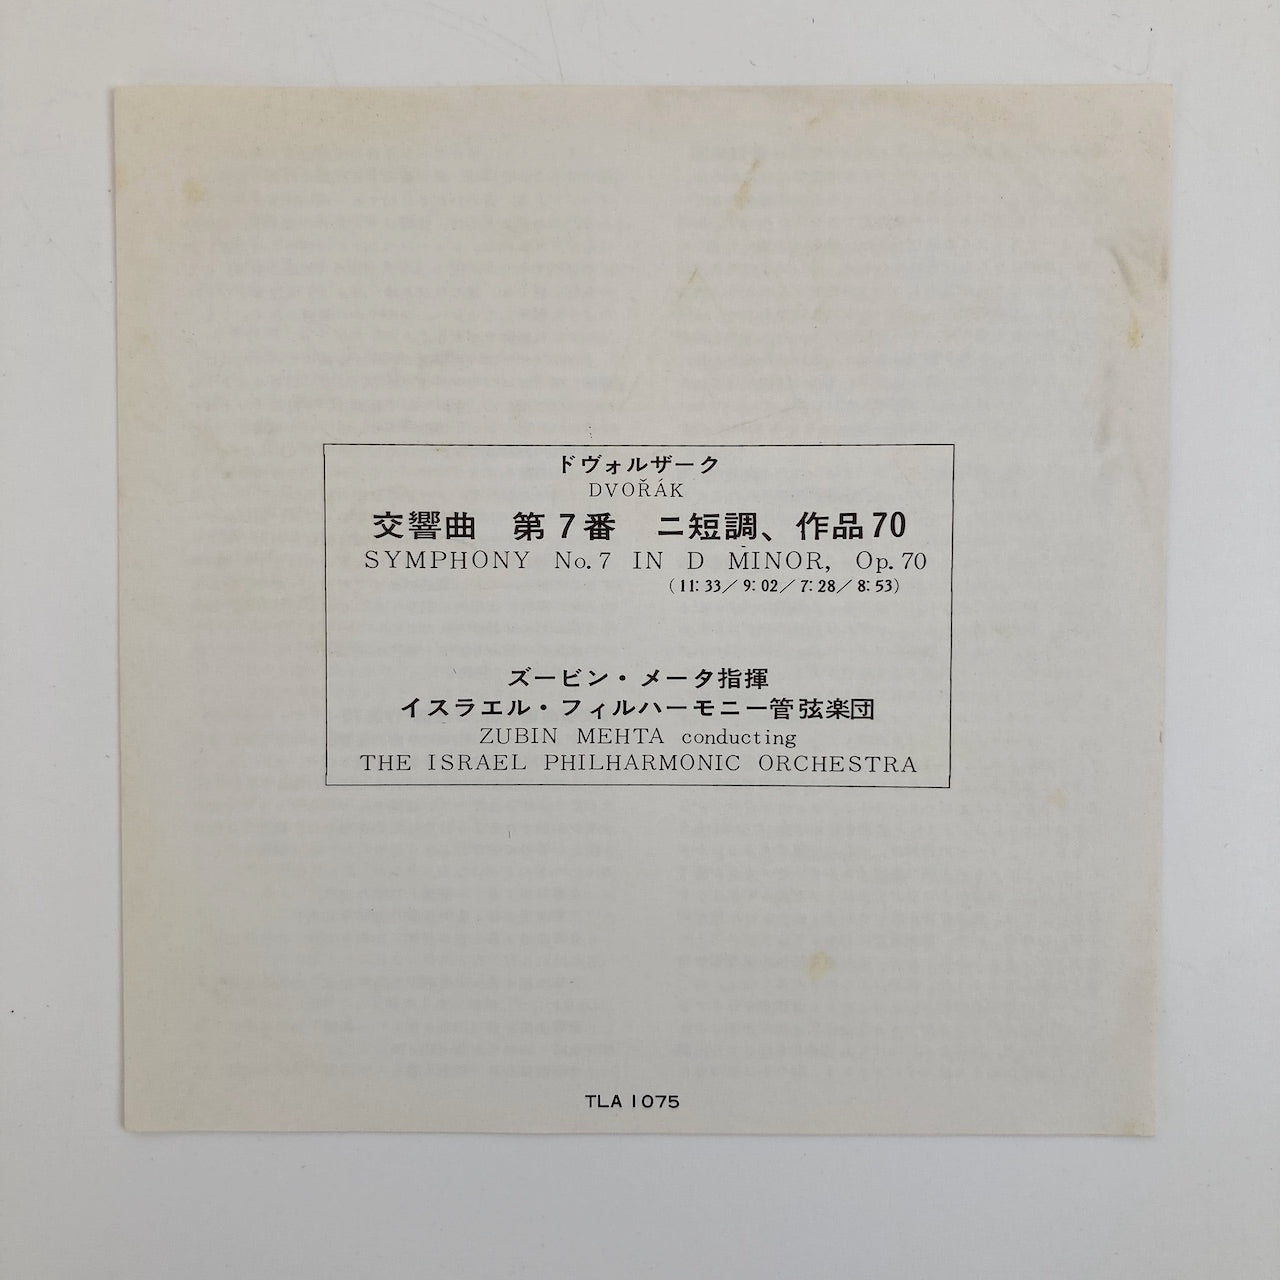 ドヴォルザーク
DVOŘÁK
交響曲 第7番 ニ短調、作品70
SYMPHONY No. 7 IN D MINOR, Op. 70
(11:33／9:02／7:28／8:53)
ズービン・メータ指揮
イスラエル・フィルハーモニー管弦楽団
ZUBIN MEHTA conducting
THE ISRAEL PHILHARMONIC ORCHESTRA
TLA 1075